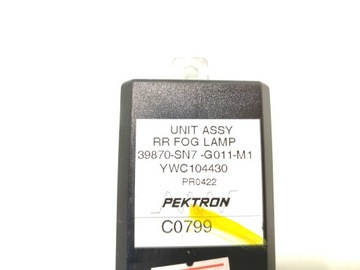 UNIT ASSY
RR FOG LAMP
39870-SN7 -G011-M1
YWC104430
PR0422
PEKTRON
C0799